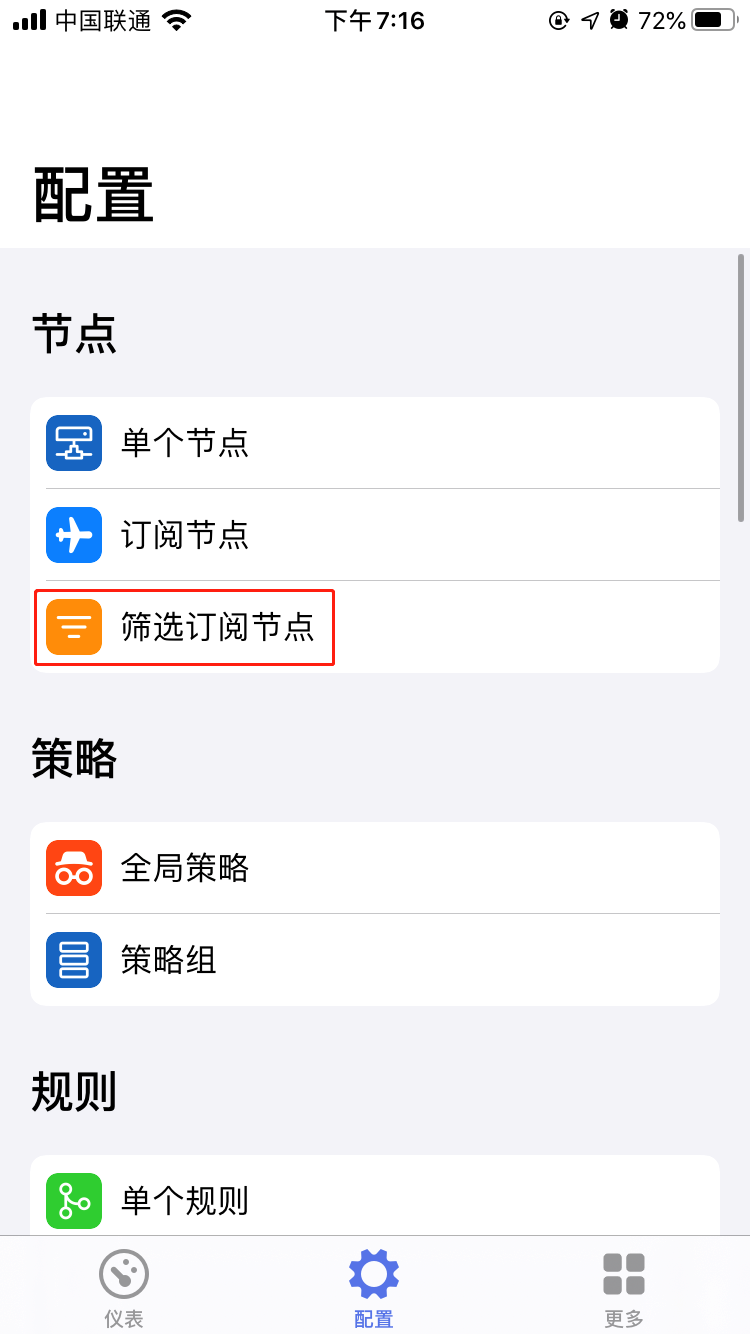 中国联通 下午7:16 72%
配置
节点
单个节点
订阅节点
筛选订阅节点
策略
全局策略
策略组
规则
单个规则
仪表 配置 更多